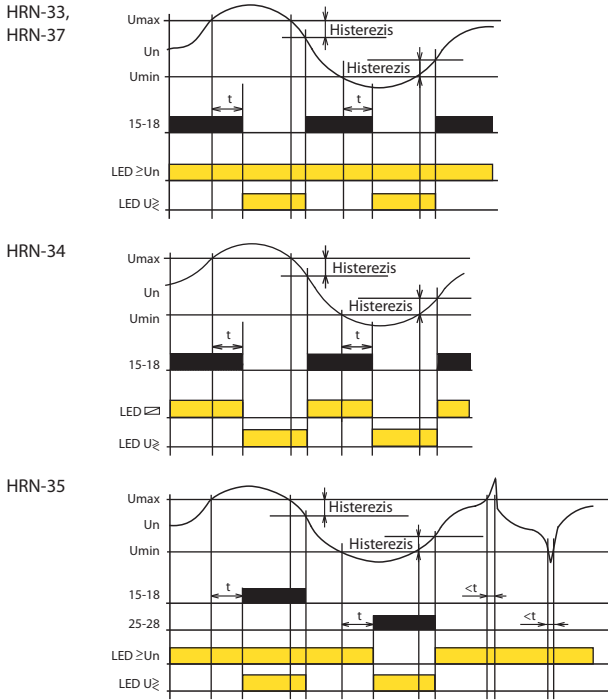 HRN-33,
HRN-37
Umax
Un
Umin
Histerezis
Histerezis
t
t
15-18
LED ≥Un
LED U≷
HRN-34
Umax
Un
Umin
Histerezis
Histerezis
t
t
15-18
LED
LED U≷
HRN-35
Umax
Un
Umin
Histerezis
Histerezis
t
<t
15-18
t
<t
25-28
LED ≥Un
LED U≷